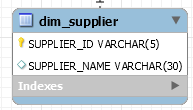 dim_supplier
SUPPLIER_ID VARCHAR(5)
SUPPLIER_NAME VARCHAR(30)
Indexes